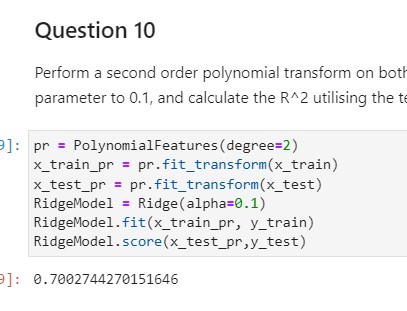 Question 10
Perform a second order polynomial transform on both
parameter to 0.1, and calculate the R^2 utilising the te
9]: pr = PolynomialFeatures(degree=2)
x_train_pr = pr.fit_transform(x_train)
x_test_pr = pr.fit_transform(x_test)
RidgeModel = Ridge(alpha=0.1)
RidgeModel.fit(x_train_pr, y_train)
RidgeModel.score(x_test_pr,y_test)
9]: 0.7002744270151646